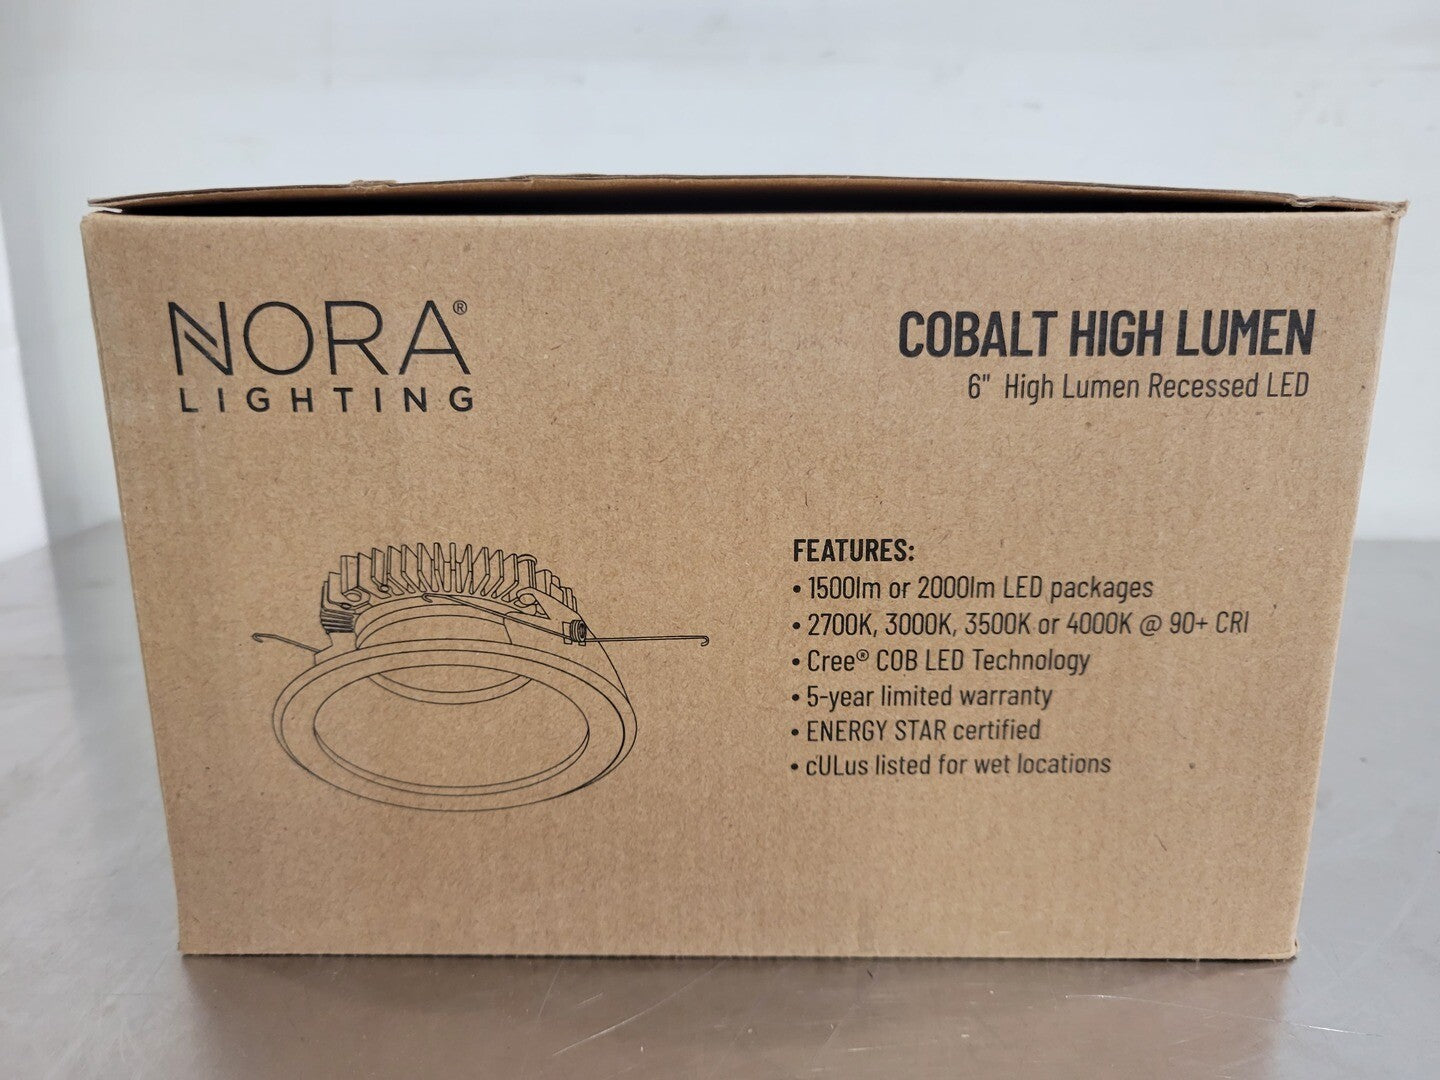 NORA®
LIGHTING
COBALT HIGH LUMEN
6" High Lumen Recessed LED
FEATURES:
• 1500lm or 2000lm LED packages
• 2700K, 3000K, 3500K or 4000K @ 90+ CRI
• Cree® COB LED Technology
• 5-year limited warranty
• ENERGY STAR certified
• cULus listed for wet locations